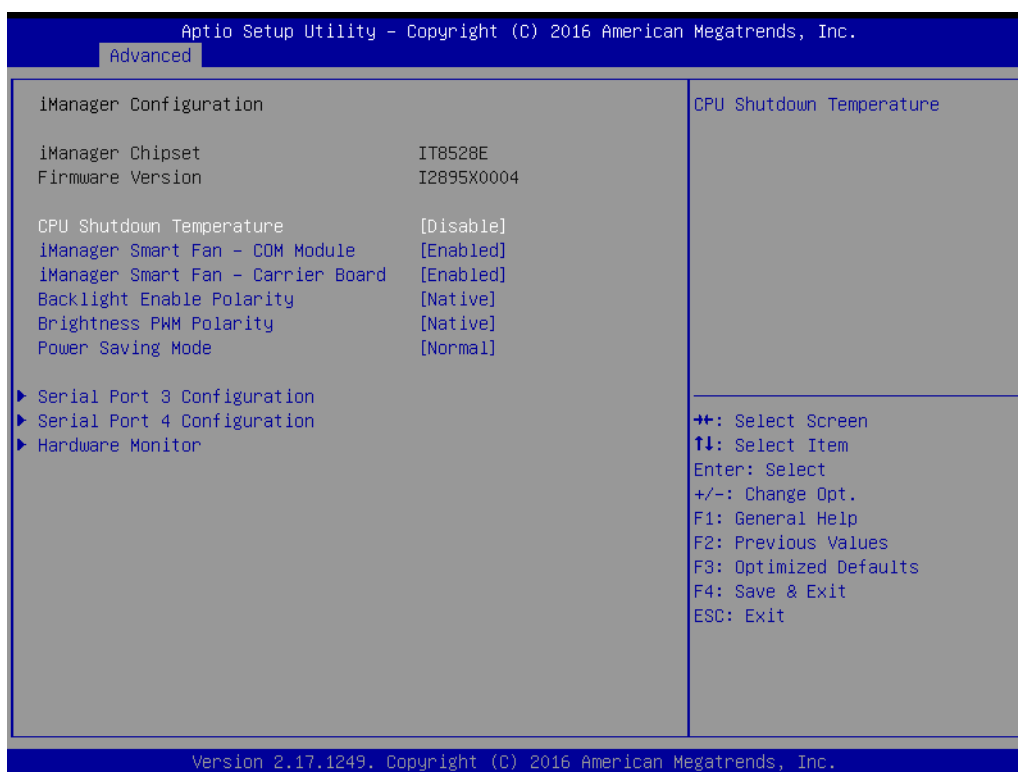 Aptio Setup Utility – Copyright (C) 2016 American Megatrends, Inc.
Advanced
iManager Configuration
iManager Chipset IT8528E
Firmware Version I2895X0004
CPU Shutdown Temperature [Disable]
iManager Smart Fan – COM Module [Enabled]
iManager Smart Fan – Carrier Board [Enabled]
Backlight Enable Polarity [Native]
Brightness PWM Polarity [Native]
Power Saving Mode [Normal]
▶ Serial Port 3 Configuration
▶ Serial Port 4 Configuration
▶ Hardware Monitor
CPU Shutdown Temperature
→←: Select Screen
↑↓: Select Item
Enter: Select
+/-: Change Opt.
F1: General Help
F2: Previous Values
F3: Optimized Defaults
F4: Save & Exit
ESC: Exit
Version 2.17.1249. Copyright (C) 2016 American Megatrends, Inc.